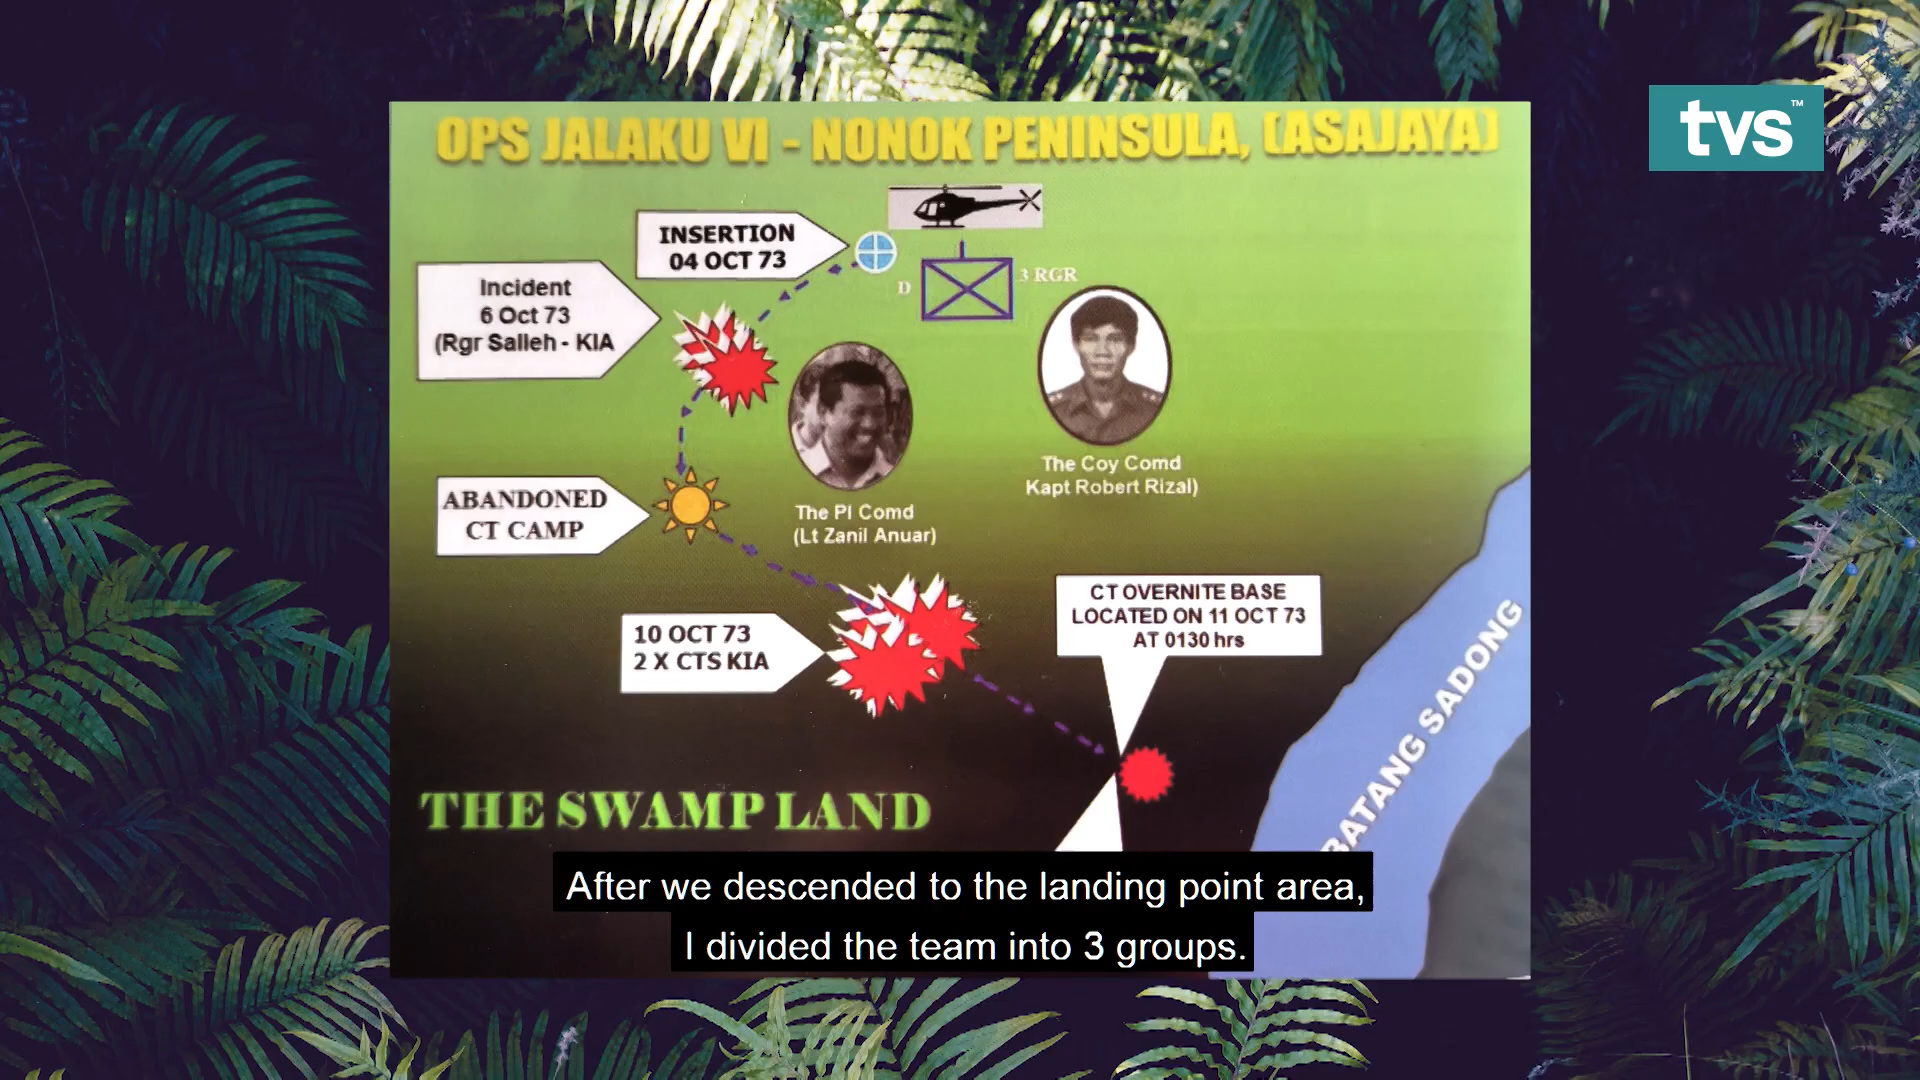 tvs™
OPS JALAKU VI - NONOK PENINSULA, (ASAJAYA)
INSERTION
04 OCT 73
D
3 RGR
Incident
6 Oct 73
(Rgr Salleh - KIA
The Coy Comd
Kapt Robert Rizal)
ABANDONED
CT CAMP
The Pl Comd
(Lt Zanil Anuar)
CT OVERNITE BASE
LOCATED ON 11 OCT 73
AT 0130 hrs
10 OCT 73
2 X CTS KIA
BATANG SADONG
THE SWAMP LAND
After we descended to the landing point area,
I divided the team into 3 groups.